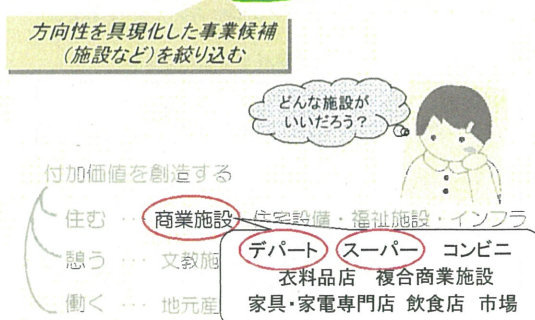 方向性を具現化した事業候補
(施設など)を絞り込む
どんな施設が
いいだろう？
付加価値を創造する
住む … 商業施設 住宅設備・福祉施設・インフラ
憩う … 文教施
働く … 地元産
デパート スーパー コンビニ
衣料品店 複合商業施設
家具・家電専門店 飲食店 市場